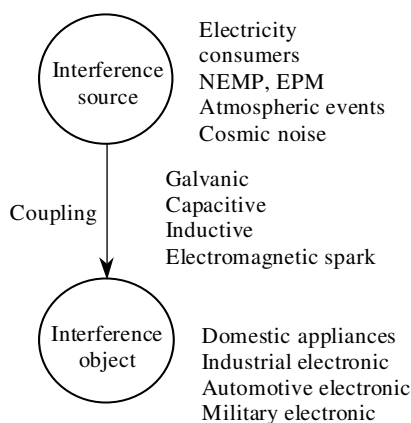 Interference
source
Electricity
consumers
NEMP, EPM
Atmospheric events
Cosmic noise
Coupling
Galvanic
Capacitive
Inductive
Electromagnetic spark
Interference
object
Domestic appliances
Industrial electronic
Automotive electronic
Military electronic